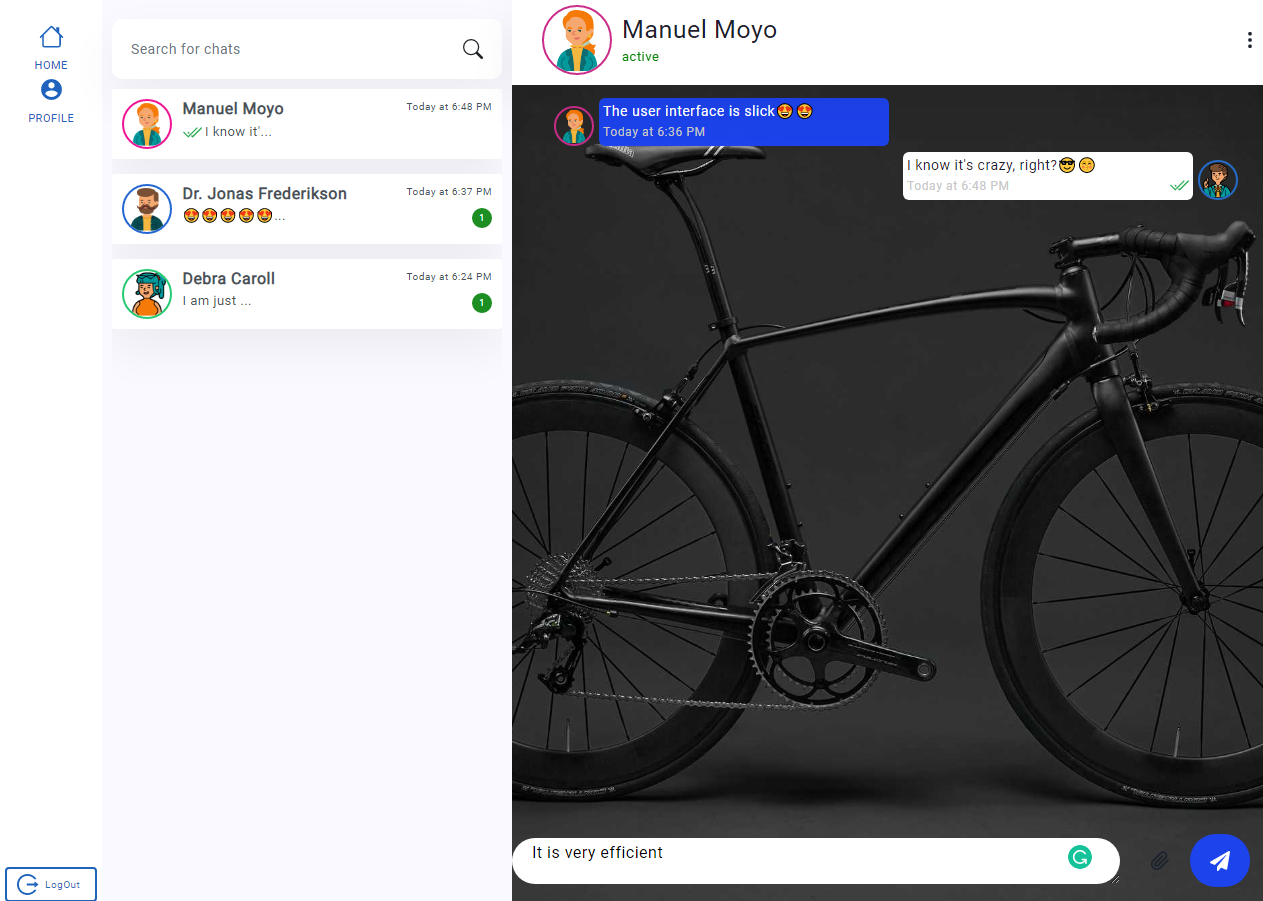 HOME
PROFILE
LogOut
Search for chats
Manuel Moyo
Today at 6:48 PM
I know it'...
Dr. Jonas Frederikson
Today at 6:37 PM
😍😍😍😍😍...
1
Debra Caroll
Today at 6:24 PM
I am just ...
1
Manuel Moyo
active
The user interface is slick😍😍
Today at 6:36 PM
I know it's crazy, right?😎😊
Today at 6:48 PM
It is very efficient